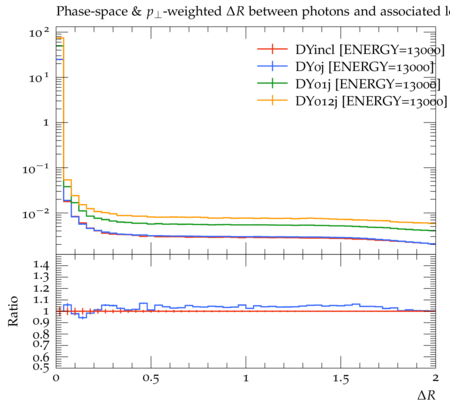 Phase-space & p⊥-weighted ΔR between photons and associated le
10²
10¹
1
10⁻¹
10⁻²
DYincl [ENERGY=13000]
DY0j [ENERGY=13000]
DY01j [ENERGY=13000]
DY012j [ENERGY=13000]
Ratio
1.4
1.3
1.2
1.1
1
0.9
0.8
0.7
0.6
0.5
0
0.5
1
1.5
2
ΔR